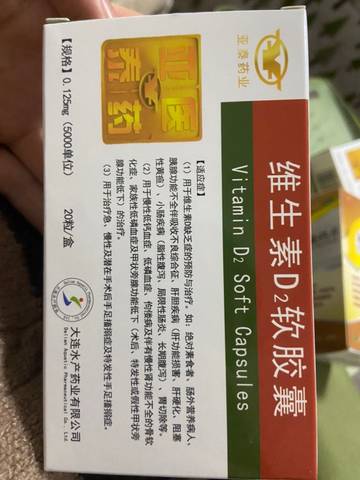 亚泰药业
维生素D2软胶囊
Vitamin D2 Soft Capsules
亚医
养药
【适应症】
(1)用于维生素D缺乏症的预防与治疗。如:绝对素食者、肠外营养病人、
胰腺功能不全伴吸收不良综合征、肝胆疾病(肝功能损害、肝硬化、阻塞
性黄疸)、小肠疾病(脂性腹泻、局限性肠炎、长期腹泻)、胃切除等。
(2)用于慢性低钙血症、低磷血症、佝偻病及伴有慢性肾功能不全的骨软
化症、家族性低磷血症及甲状旁腺功能低下(术后、特发性或假性甲状旁
腺功能低下)的治疗。
(3)用于治疗急、慢性及潜在手术后手足搐搦症及特发性手足搐搦症。
【规格】0.125mg(5000单位) 20粒/盒
大连水产药业有限公司
Dalian Aquatic Pharmaceutical Co., Ltd.